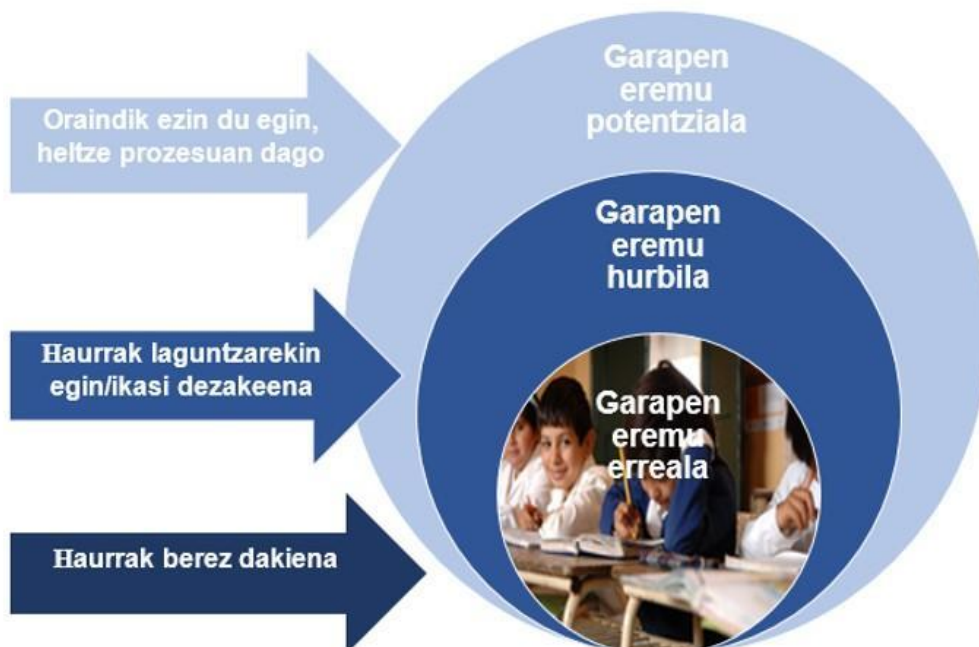 Garapen
eremu
potentziala
Oraindik ezin du egin,
heltze prozesuan dago
Garapen
eremu
hurbila
Haurrak laguntzarekin
egin/ikasi dezakeena
Garapen
eremu
erreala
Haurrak berez dakiena